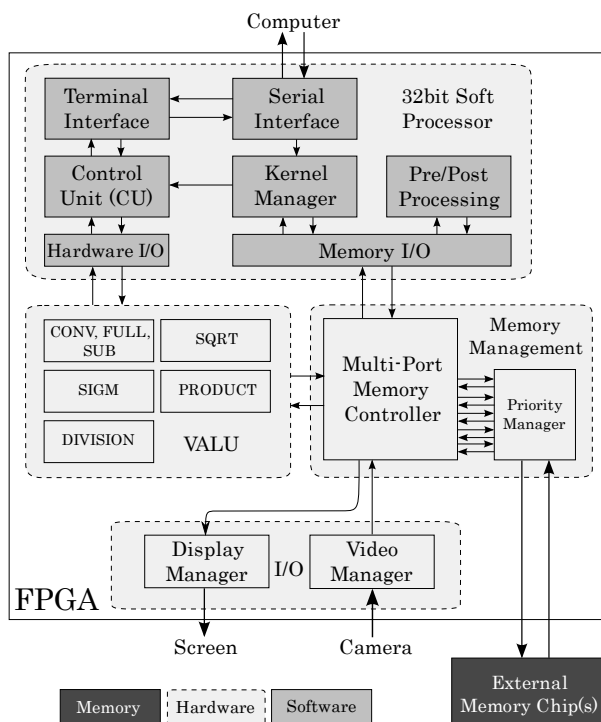 Computer
Terminal
Interface
Serial
Interface
32bit Soft
Processor
Control
Unit (CU)
Kernel
Manager
Pre/Post
Processing
Hardware I/O
Memory I/O
CONV, FULL,
SUB
SQRT
SIGM
PRODUCT
DIVISION
VALU
Multi-Port
Memory
Controller
Memory
Management
Priority
Manager
Display
Manager
I/O
Video
Manager
FPGA
Screen
Camera
External
Memory Chip(s)
Memory
Hardware
Software